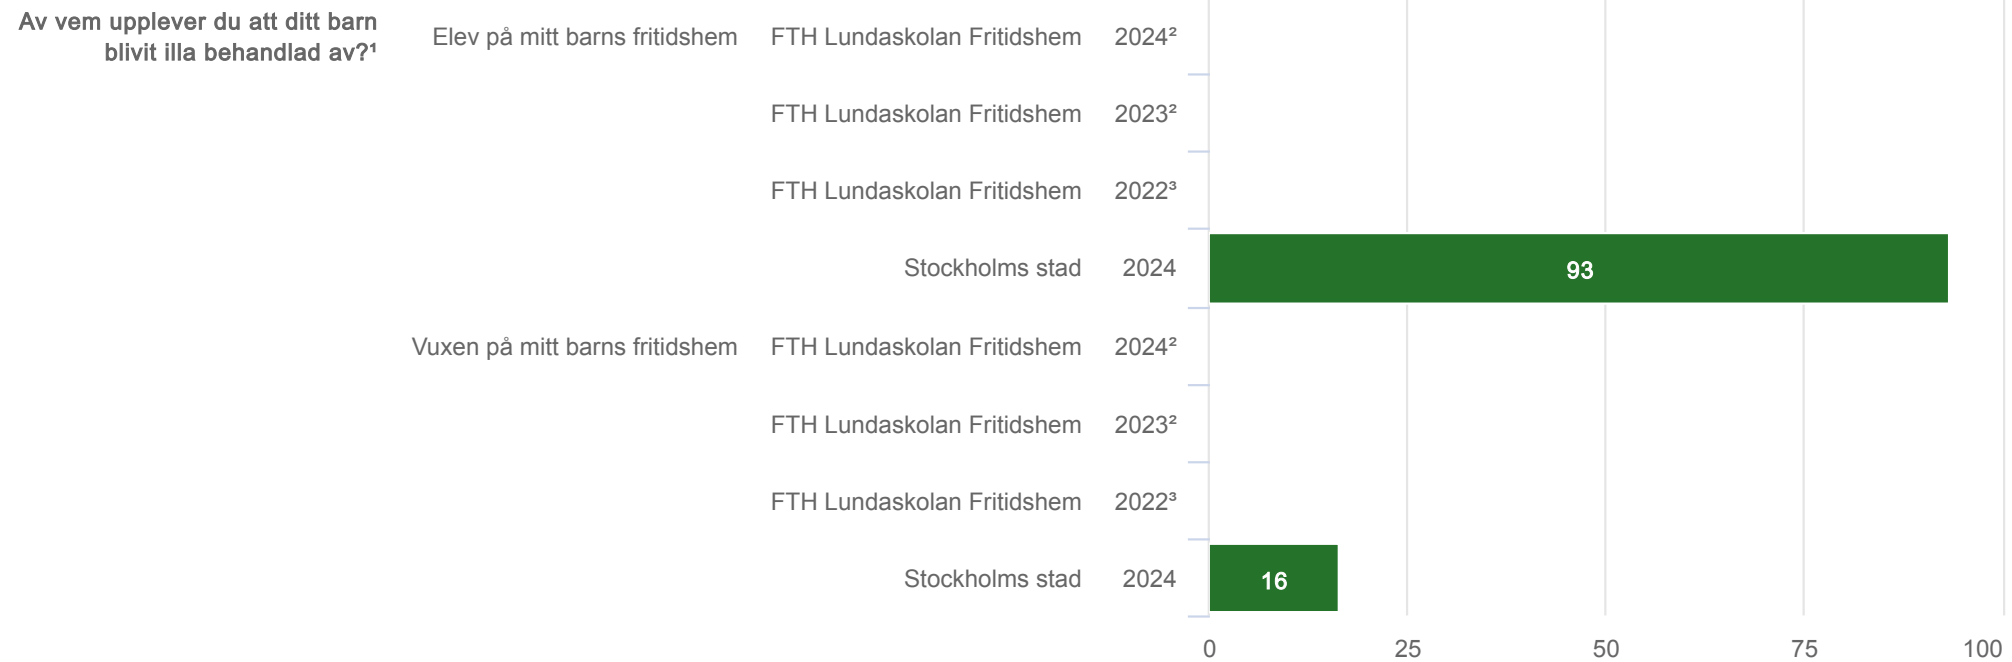 Av vem upplever du att ditt barn
blivit illa behandlad av?¹
Elev på mitt barns fritidshem FTH Lundaskolan Fritidshem 2024²
FTH Lundaskolan Fritidshem 2023²
FTH Lundaskolan Fritidshem 2022³
Stockholms stad 2024 93
Vuxen på mitt barns fritidshem FTH Lundaskolan Fritidshem 2024²
FTH Lundaskolan Fritidshem 2023²
FTH Lundaskolan Fritidshem 2022³
Stockholms stad 2024 16
0 25 50 75 100